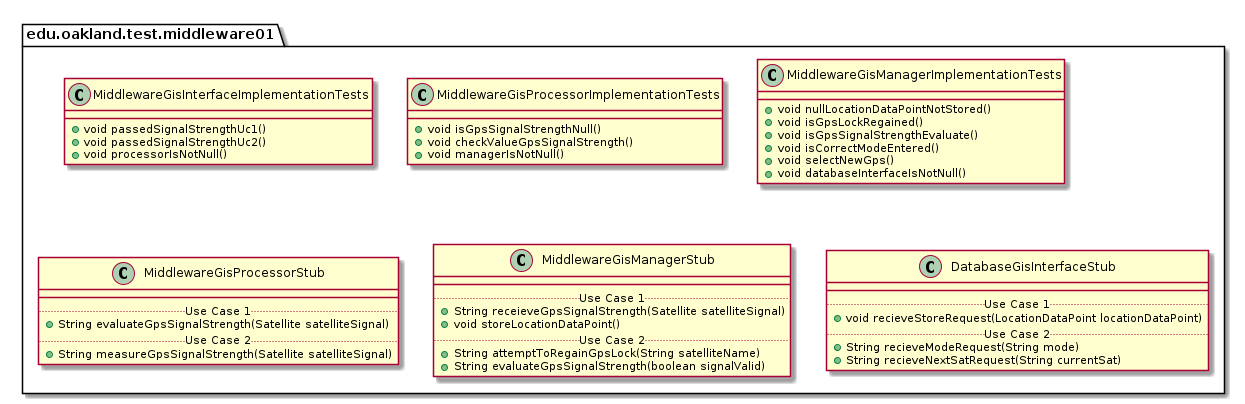 edu.oakland.test.middleware01
C MiddlewareGisInterfaceImplementationTests
void passedSignalStrengthUc1()
void passedSignalStrengthUc2()
void processorIsNotNull()
C MiddlewareGisProcessorImplementationTests
void isGpsSignalStrengthNull()
void checkValueGpsSignalStrength()
void managerIsNotNull()
C MiddlewareGisManagerImplementationTests
void nullLocationDataPointNotStored()
void isGpsLockRegained()
void isGpsSignalStrengthEvaluate()
void isCorrectModeEntered()
void selectNewGps()
void databaseInterfaceIsNotNull()
C MiddlewareGisProcessorStub
Use Case 1
String evaluateGpsSignalStrength(Satellite satelliteSignal)
Use Case 2
String measureGpsSignalStrength(Satellite satelliteSignal)
C MiddlewareGisManagerStub
Use Case 1
String receieveGpsSignalStrength(Satellite satelliteSignal)
void storeLocationDataPoint()
Use Case 2
String attemptToRegainGpsLock(String satelliteName)
String evaluateGpsSignalStrength(boolean signalValid)
C DatabaseGisInterfaceStub
Use Case 1
void recieveStoreRequest(LocationDataPoint locationDataPoint)
Use Case 2
String recieveModeRequest(String mode)
String recieveNextSatRequest(String currentSat)